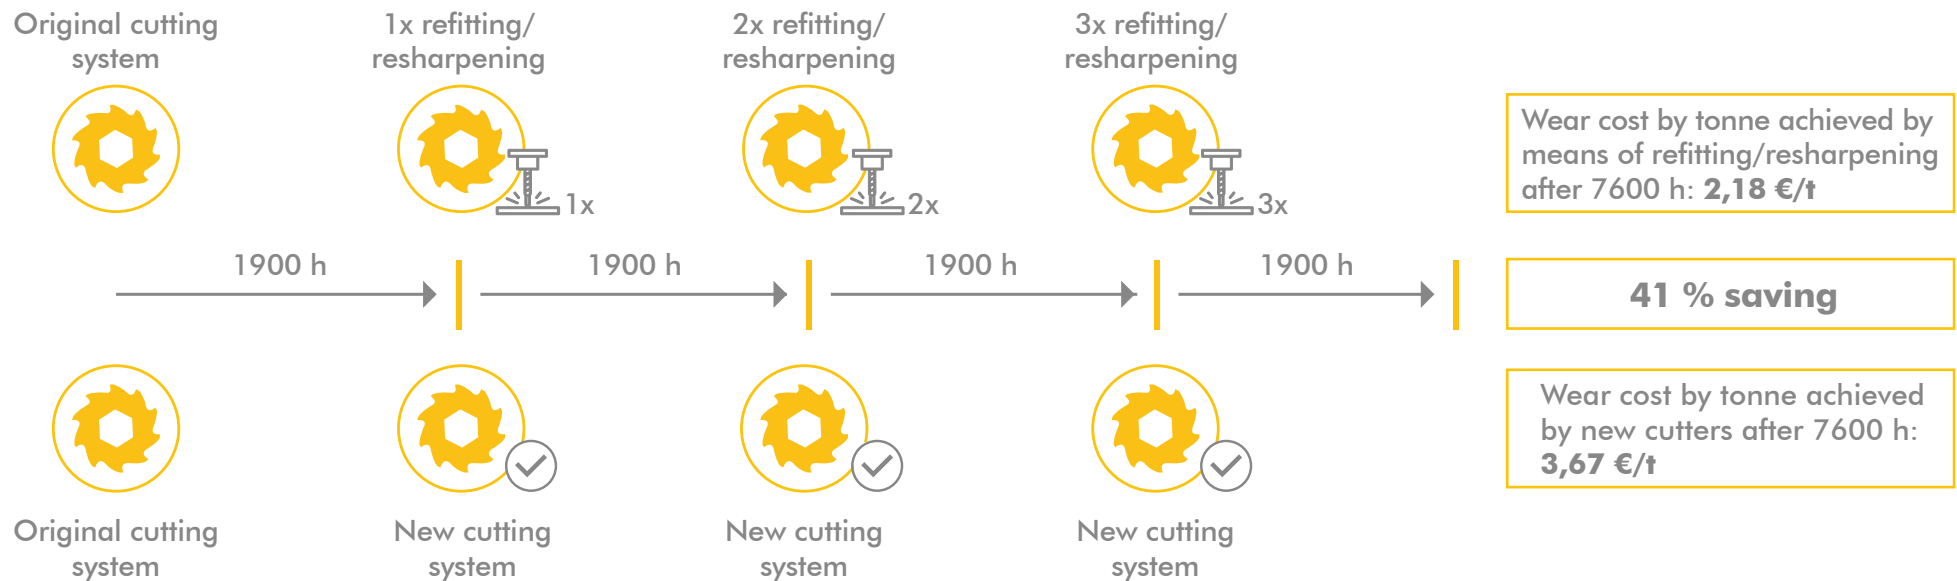 Original cutting
system
1x refitting/
resharpening
2x refitting/
resharpening
3x refitting/
resharpening
1x
2x
3x
Wear cost by tonne achieved by
means of refitting/resharpening
after 7600 h: 2,18 €/t
1900 h
1900 h
1900 h
1900 h
41 % saving
Wear cost by tonne achieved
by new cutters after 7600 h:
3,67 €/t
Original cutting
system
New cutting
system
New cutting
system
New cutting
system